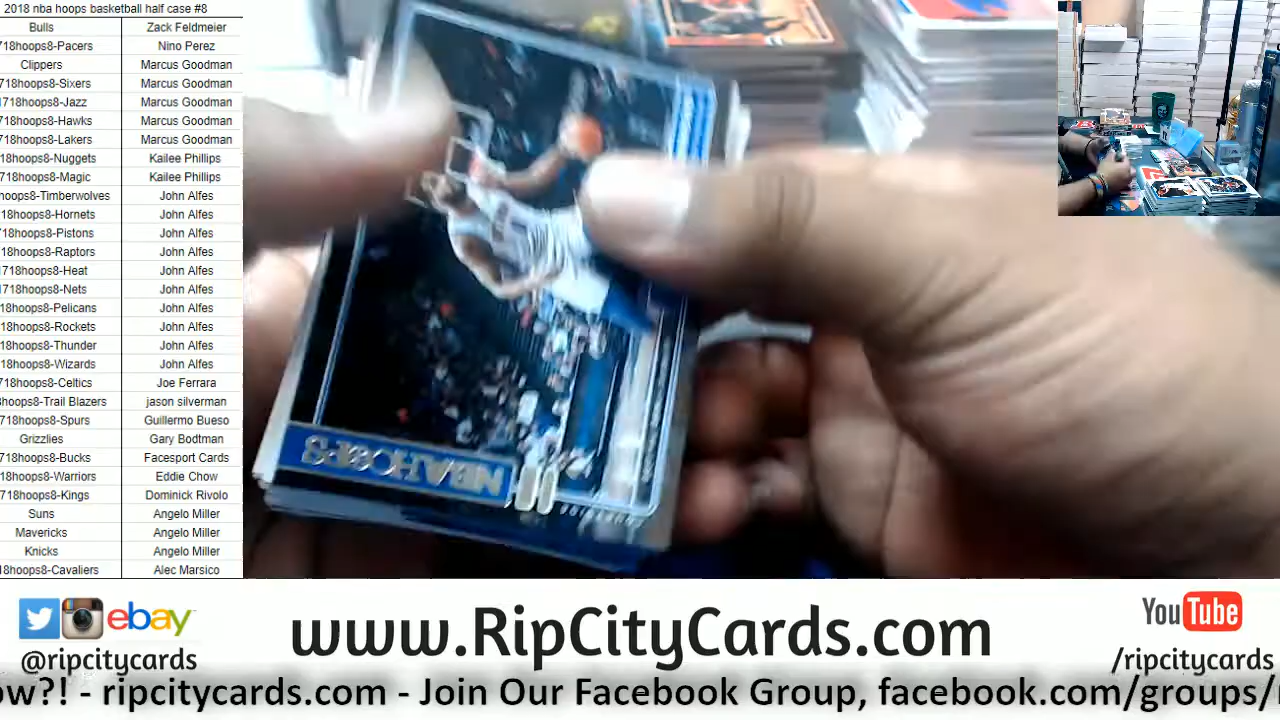 2018 nba hoops basketball half case #8
Bulls Zack Feldmeier
718hoops8-Pacers Nino Perez
Clippers Marcus Goodman
718hoops8-Sixers Marcus Goodman
1718hoops8-Jazz Marcus Goodman
718hoops8-Hawks Marcus Goodman
718hoops8-Lakers Marcus Goodman
18hoops8-Nuggets Kailee Phillips
718hoops8-Magic Kailee Phillips
hoops8-Timberwolves John Alfes
18hoops8-Hornets John Alfes
718hoops8-Pistons John Alfes
18hoops8-Raptors John Alfes
1718hoops8-Heat John Alfes
1718hoops8-Nets John Alfes
18hoops8-Pelicans John Alfes
18hoops8-Rockets John Alfes
18hoops8-Thunder John Alfes
18hoops8-Wizards John Alfes
718hoops8-Celtics Joe Ferrara
hoops8-Trail Blazers jason silverman
718hoops8-Spurs Guillermo Bueso
Grizzlies Gary Bodtman
718hoops8-Bucks Facesport Cards
18hoops8-Warriors Eddie Chow
718hoops8-Kings Dominick Rivolo
Suns Angelo Miller
Mavericks Angelo Miller
Knicks Angelo Miller
18hoops8-Cavaliers Alec Marsico
NBA HOOPS
ebay
@ripcitycards
www.RipCityCards.com
YouTube
/ripcitycards
ow?! - ripcitycards.com - Join Our Facebook Group, facebook.com/groups/